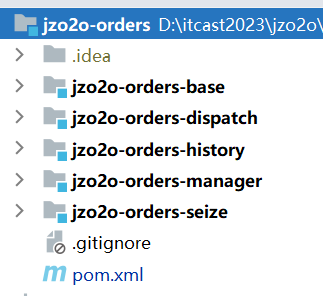 jzo2o-orders D:\itcast2023\jzo2o\
.idea
jzo2o-orders-base
jzo2o-orders-dispatch
jzo2o-orders-history
jzo2o-orders-manager
jzo2o-orders-seize
.gitignore
m pom.xml